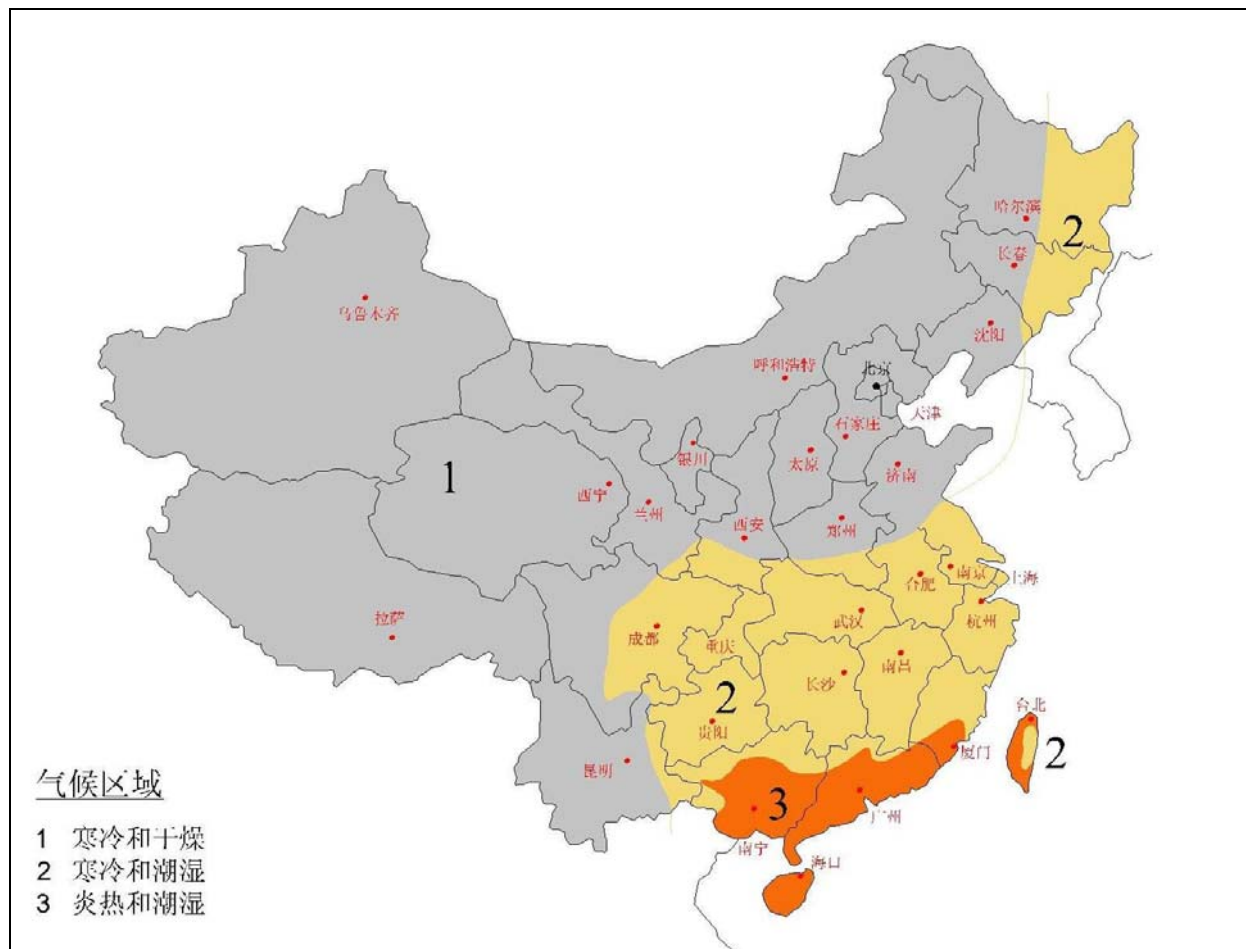 哈尔滨
2
长春
乌鲁木齐
沈阳
呼和浩特
北京
天津
石家庄
银川
太原
济南
1
西宁
兰州
西安
郑州
南京
上海
合肥
拉萨
成都
重庆
武汉
杭州
南昌
长沙
2
贵阳
台北
厦门
2
昆明
3
广州
南宁
海口
气候区域
1 寒冷和干燥
2 寒冷和潮湿
3 炎热和潮湿